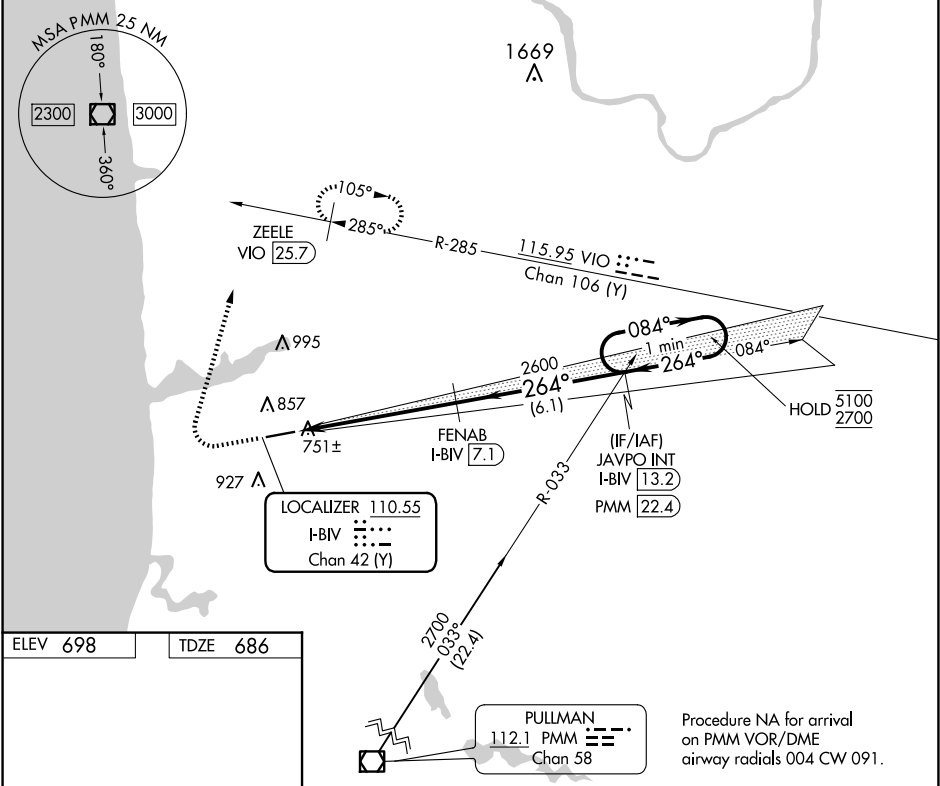 MSA PMM 25 NM
180°
2300
3000
360°
1669
105°
285°
ZEELE
VIO 25.7
R-285
115.95 VIO
Chan 106 (Y)
995
857
751±
927
2600
264°
(6.1)
084°
1 min
264°
084°
HOLD 5100
2700
FENAB
I-BIV 7.1
(IF/IAF)
JAVPO INT
I-BIV 13.2
PMM 22.4
R-033
LOCALIZER 110.55
I-BIV
Chan 42 (Y)
2700
033°
(22.4)
ELEV 698
TDZE 686
PULLMAN
112.1 PMM
Chan 58
Procedure NA for arrival
on PMM VOR/DME
airway radials 004 CW 091.